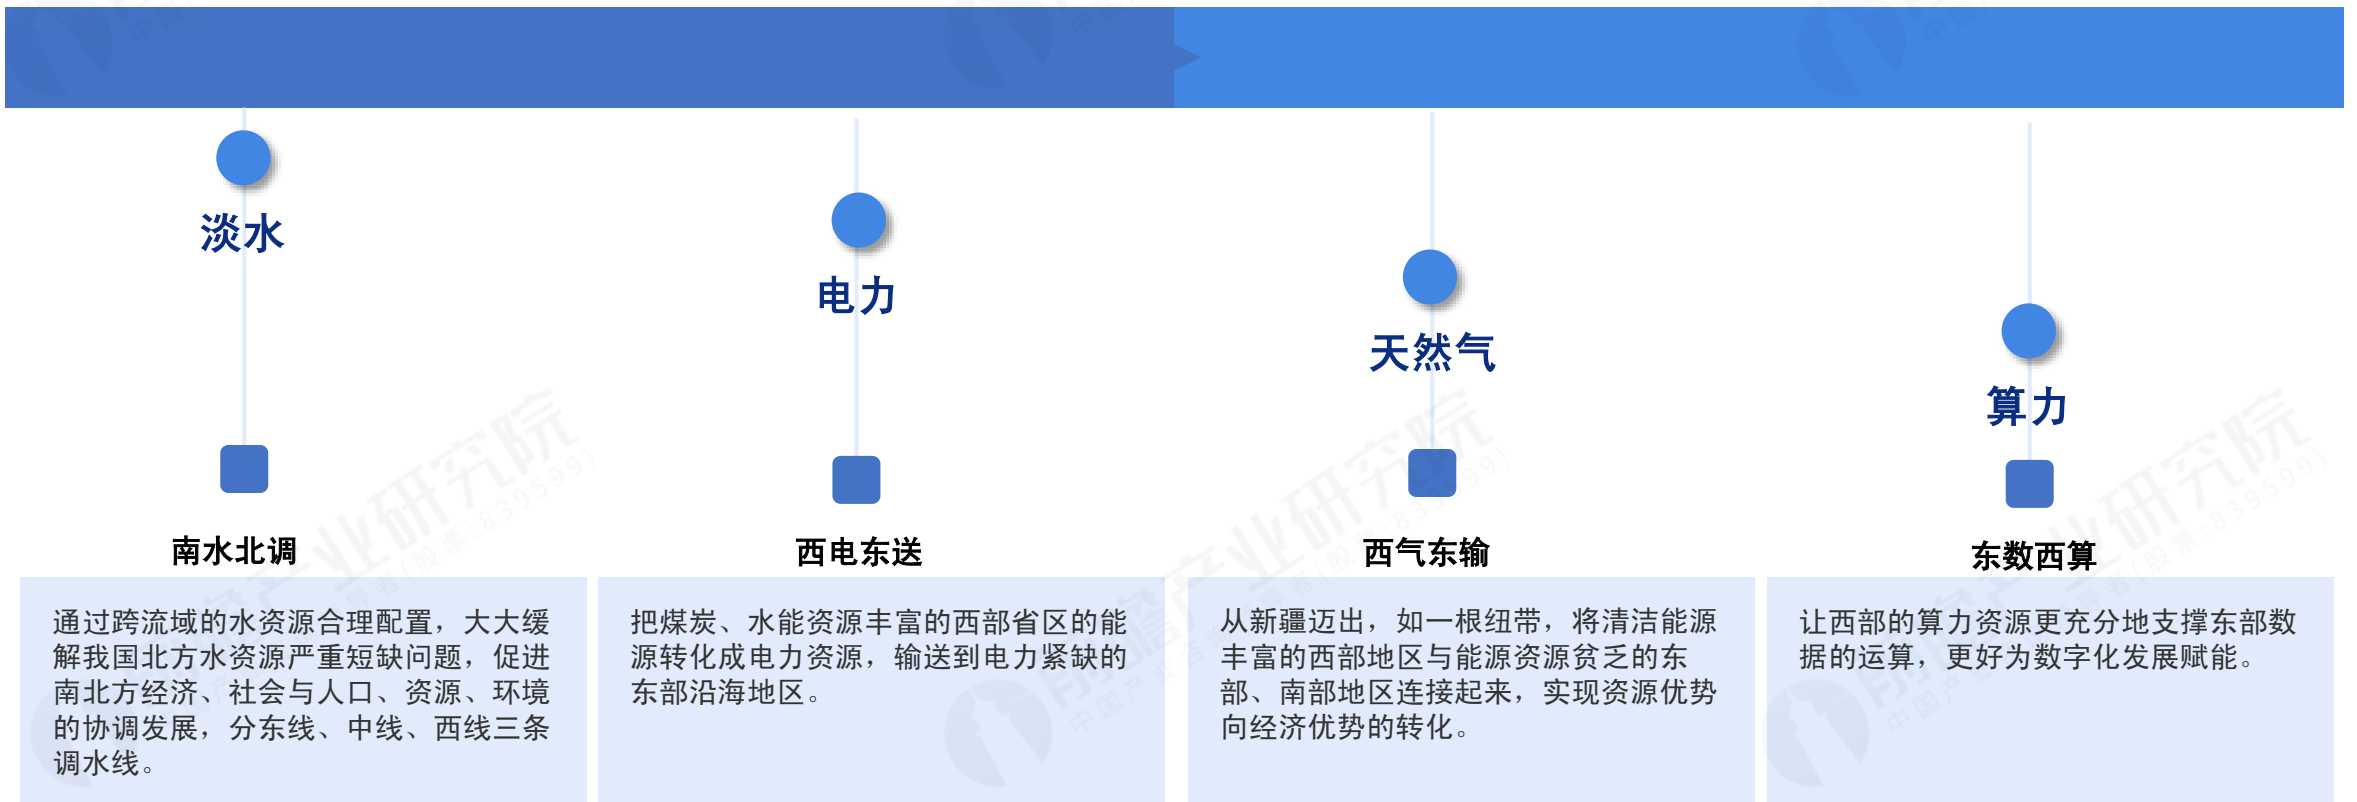 淡水
电力
天然气
算力
南水北调
西电东送
西气东输
东数西算
通过跨流域的水资源合理配置，大大缓
解我国北方水资源严重短缺问题，促进
南北方经济、社会与人口、资源、环境
的协调发展，分东线、中线、西线三条
调水线。
把煤炭、水能资源丰富的西部省区的能
源转化成电力资源，输送到电力紧缺的
东部沿海地区。
从新疆迈出，如一根纽带，将清洁能源
丰富的西部地区与能源资源贫乏的东
部、南部地区连接起来，实现资源优势
向经济优势的转化。
让西部的算力资源更充分地支撑东部数
据的运算，更好为数字化发展赋能。